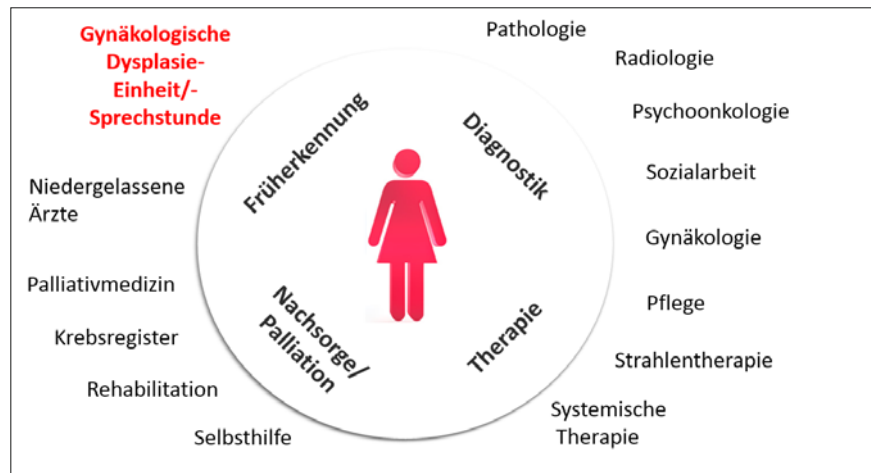 Gynäkologische
Dysplasie-
Einheit/-
Sprechstunde
Pathologie
Radiologie
Psychoonkologie
Sozialarbeit
Gynäkologie
Pflege
Strahlentherapie
Systemische
Therapie
Selbsthilfe
Rehabilitation
Krebsregister
Palliativmedizin
Niedergelassene
Ärzte
Früherkennung
Diagnostik
Therapie
Nachsorge/
Palliation